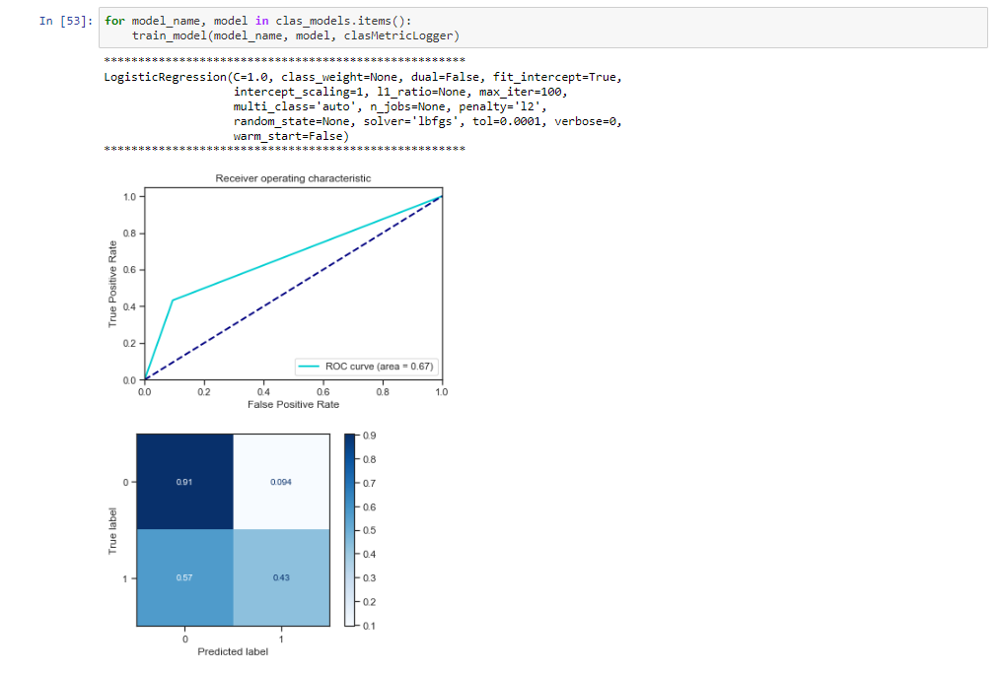 In [53]: for model_name, model in clas_models.items():
train_model(model_name, model, clasMetricLogger)
*****************************************************
LogisticRegression(C=1.0, class_weight=None, dual=False, fit_intercept=True,
intercept_scaling=1, l1_ratio=None, max_iter=100,
multi_class='auto', n_jobs=None, penalty='l2',
random_state=None, solver='lbfgs', tol=0.0001, verbose=0,
warm_start=False)
*****************************************************
Receiver operating characteristic
1.0
0.8
0.6
0.4
0.2
0.0
True Positive Rate
ROC curve (area = 0.67)
0.0 0.2 0.4 0.6 0.8 1.0
False Positive Rate
0.9
0.8
0.7
0.6
0.5
0.4
0.3
0.2
0.1
True label
0 0.91 0.094
1 0.57 0.43
0 1
Predicted label